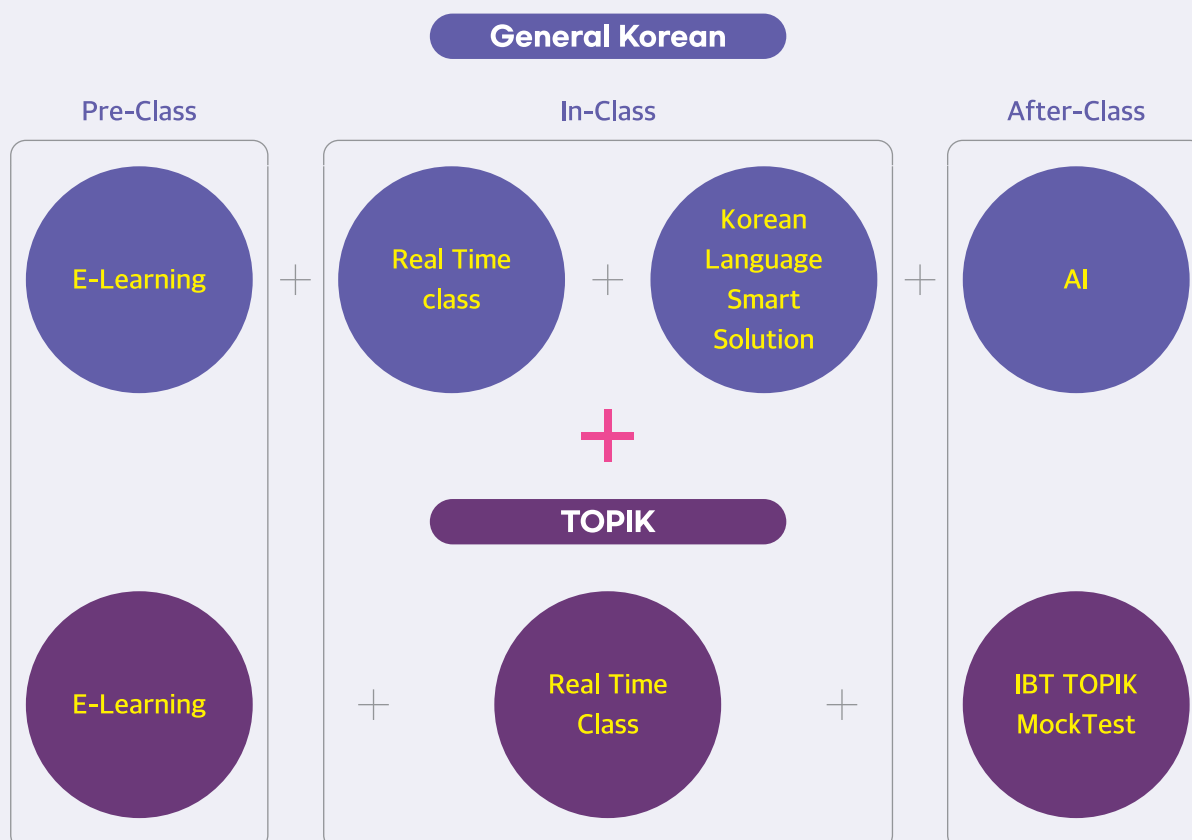 General Korean
Pre-Class
In-Class
After-Class
E-Learning
Real Time
class
Korean
Language
Smart
Solution
AI
TOPIK
E-Learning
Real Time
Class
IBT TOPIK
MockTest